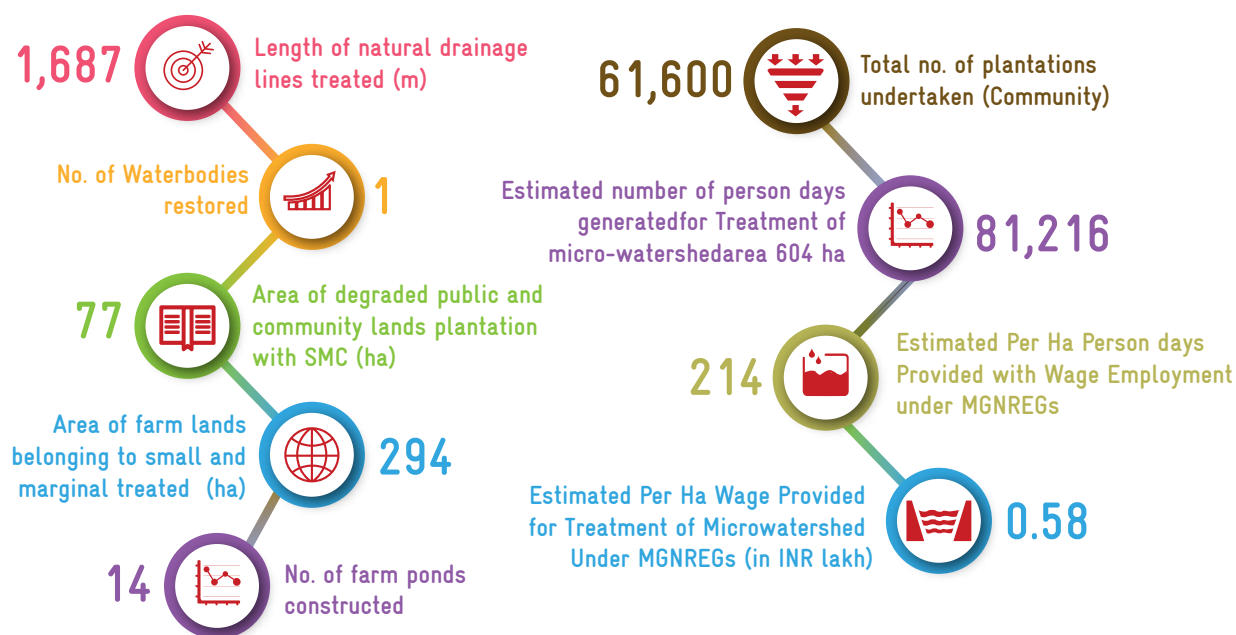 1,687
Length of natural drainage
lines treated (m)
No. of Waterbodies
restored
1
77
Area of degraded public and
community lands plantation
with SMC (ha)
Area of farm lands
belonging to small and
marginal treated (ha)
294
14
No. of farm ponds
constructed
61,600
Total no. of plantations
undertaken (Community)
Estimated number of person days
generatedfor Treatment of
micro-watershedarea 604 ha
81,216
214
Estimated Per Ha Person days
Provided with Wage Employment
under MGNREGs
Estimated Per Ha Wage Provided
for Treatment of Microwatershed
Under MGNREGs (in INR lakh)
0.58